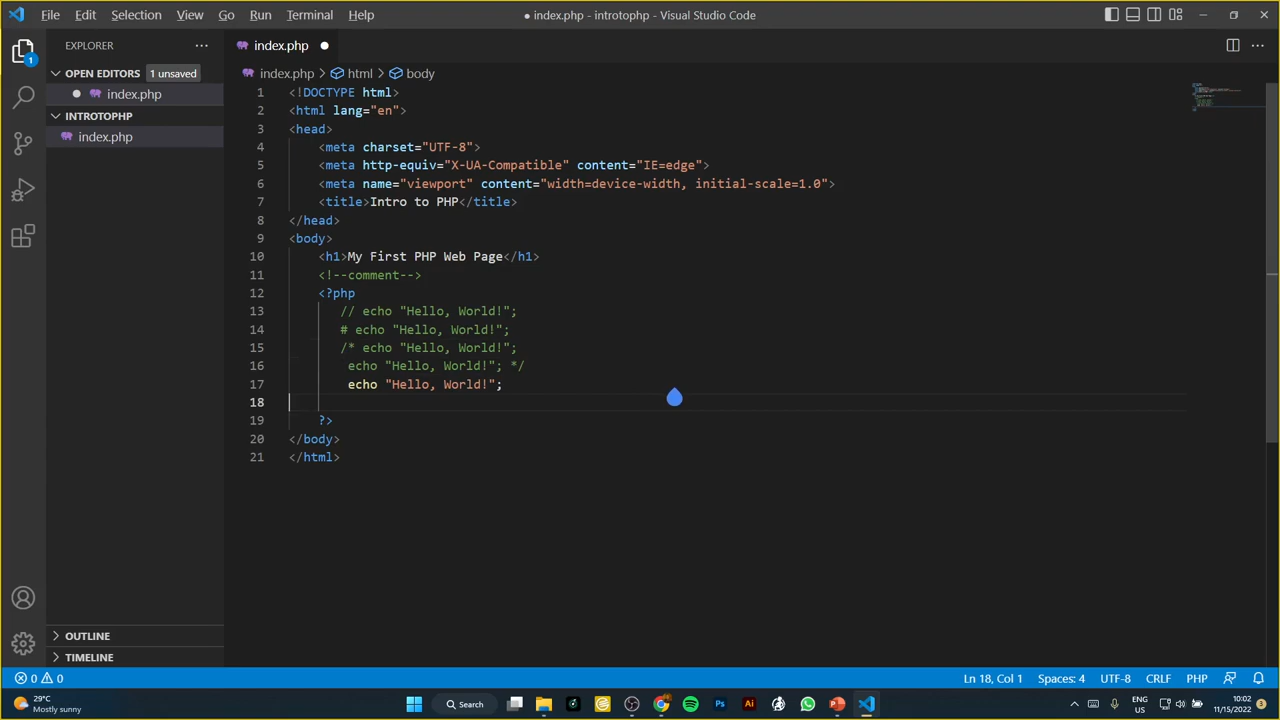 File Edit Selection View Go Run Terminal Help
● index.php - introtophp - Visual Studio Code
EXPLORER
index.php
OPEN EDITORS 1 unsaved
index.php
INTROTOPHP
index.php
index.php > html > body
1 <!DOCTYPE html>
2 <html lang="en">
3 <head>
4 <meta charset="UTF-8">
5 <meta http-equiv="X-UA-Compatible" content="IE=edge">
6 <meta name="viewport" content="width=device-width, initial-scale=1.0">
7 <title>Intro to PHP</title>
8 </head>
9 <body>
10 <h1>My First PHP Web Page</h1>
11 <!--comment-->
12 <?php
13 // echo "Hello, World!";
14 # echo "Hello, World!";
15 /* echo "Hello, World!";
16 echo "Hello, World!"; */
17 echo "Hello, World!";
18
19 ?>
20 </body>
21 </html>
OUTLINE
TIMELINE
0 0
Ln 18, Col 1 Spaces: 4 UTF-8 CRLF PHP
29°C
Mostly sunny
Search
ENG
US
10:02
11/15/2022